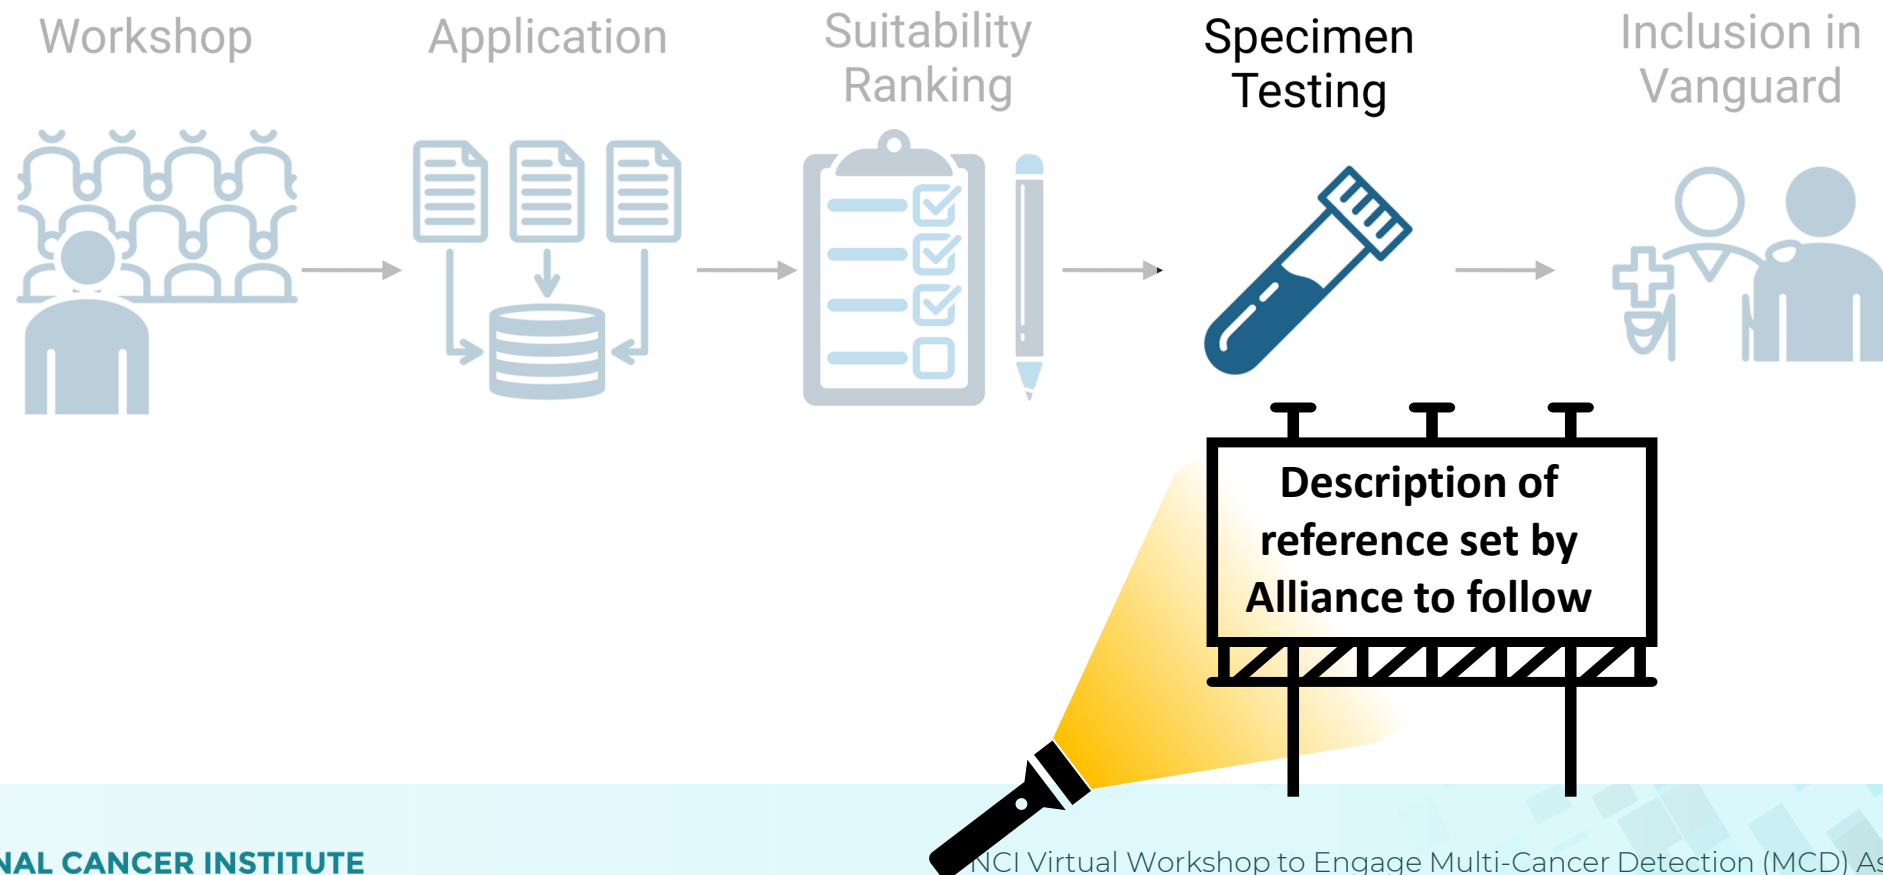 Workshop
Application
Suitability
Ranking
Specimen
Testing
Inclusion in
Vanguard
Description of
reference set by
Alliance to follow
NAL CANCER INSTITUTE
NCI Virtual Workshop to Engage Multi-Cancer Detection (MCD) As